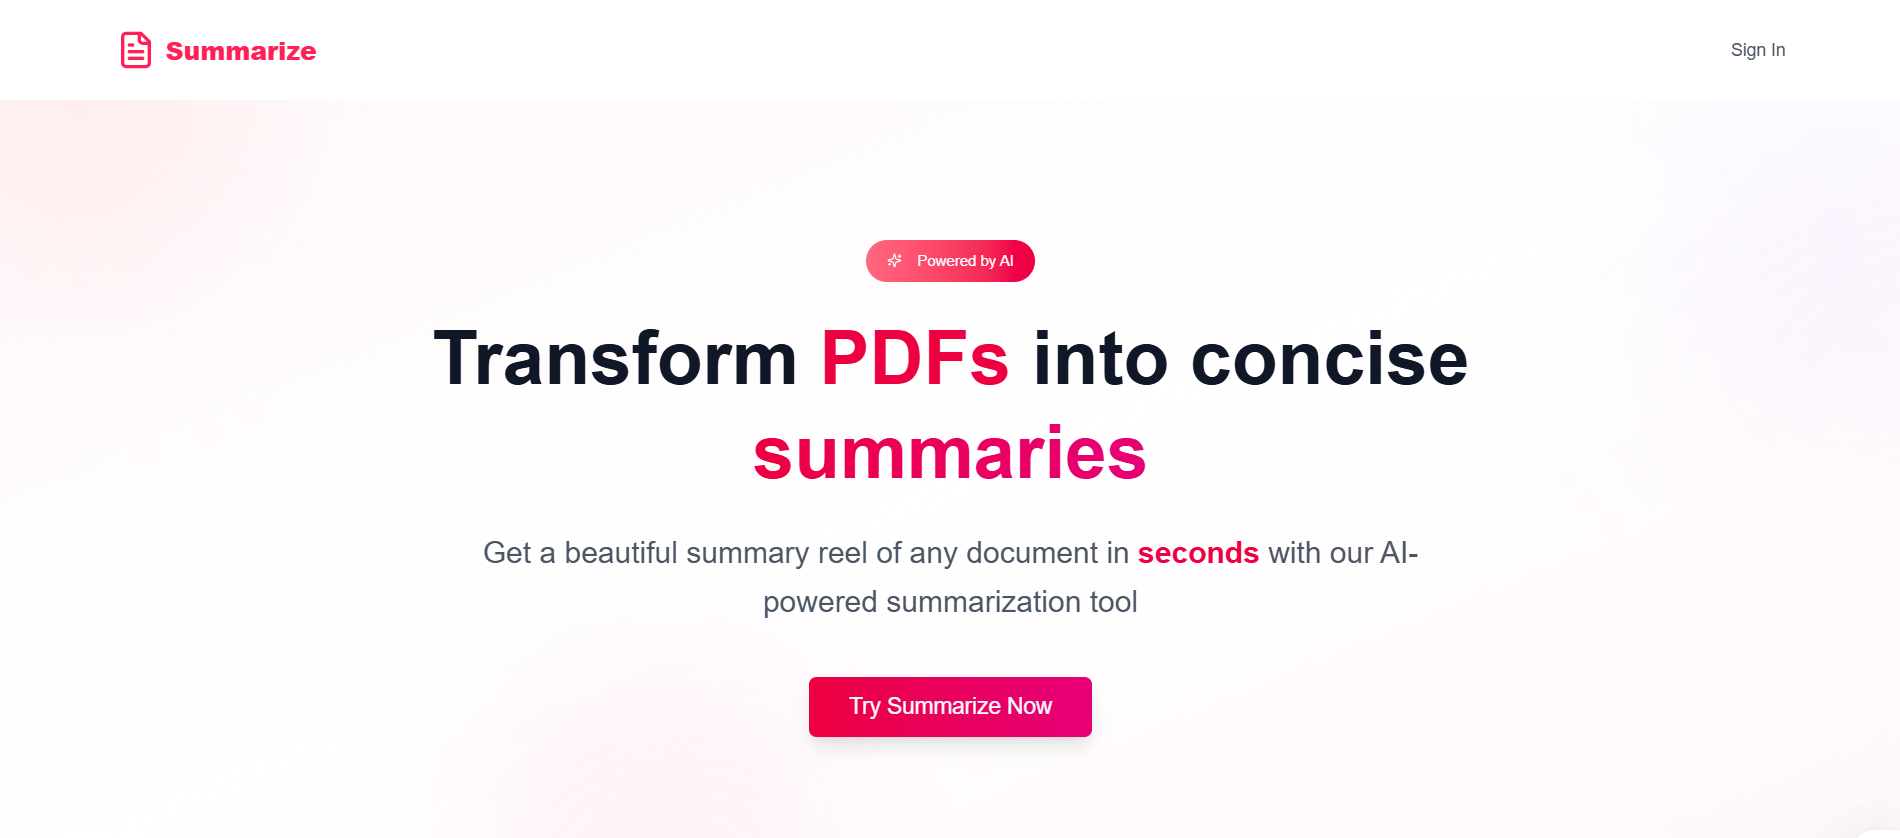 Summarize
Sign In
Powered by AI
Transform PDFs into concise
summaries
Get a beautiful summary reel of any document in seconds with our AI-
powered summarization tool
Try Summarize Now